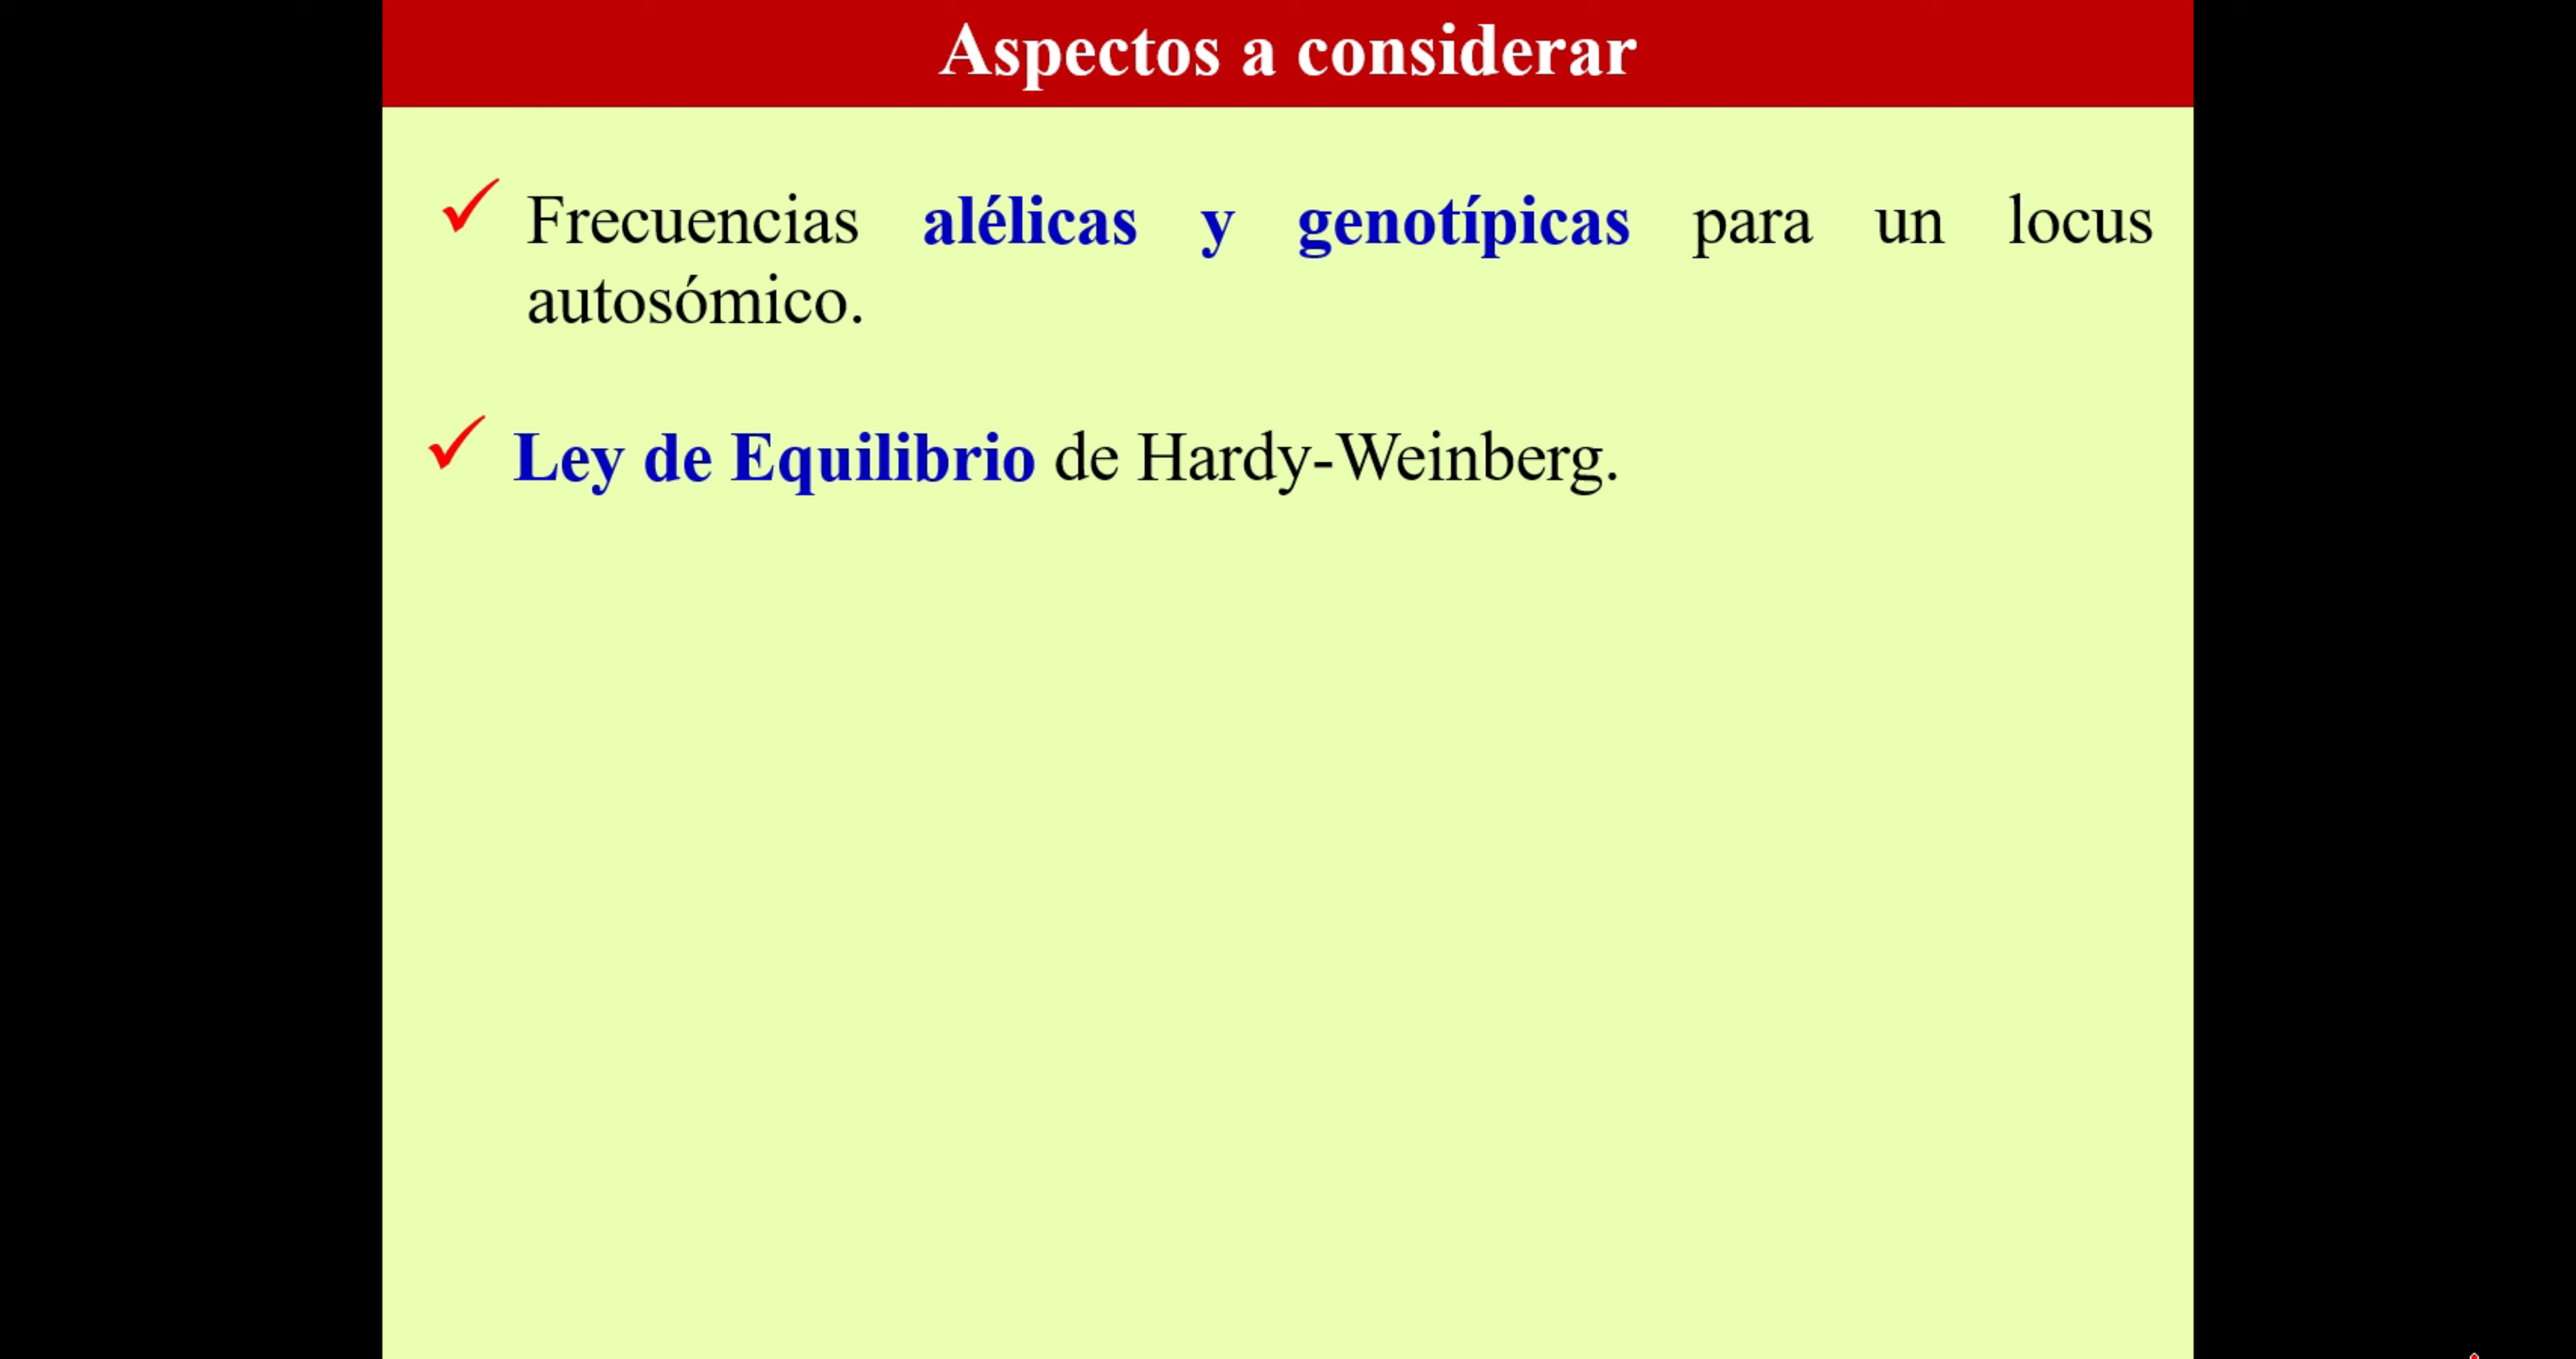 Aspectos a considerar
Frecuencias alélicas y genotípicas para un locus
autosómico.
Ley de Equilibrio de Hardy-Weinberg.